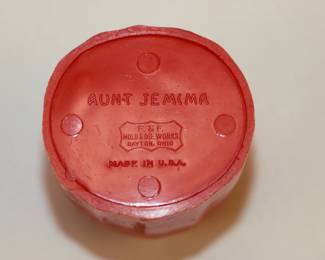 AUNT JEMIMA
F. & F.
MOLD & DIE WORKS
DAYTON, OHIO
MADE IN U.S.A.